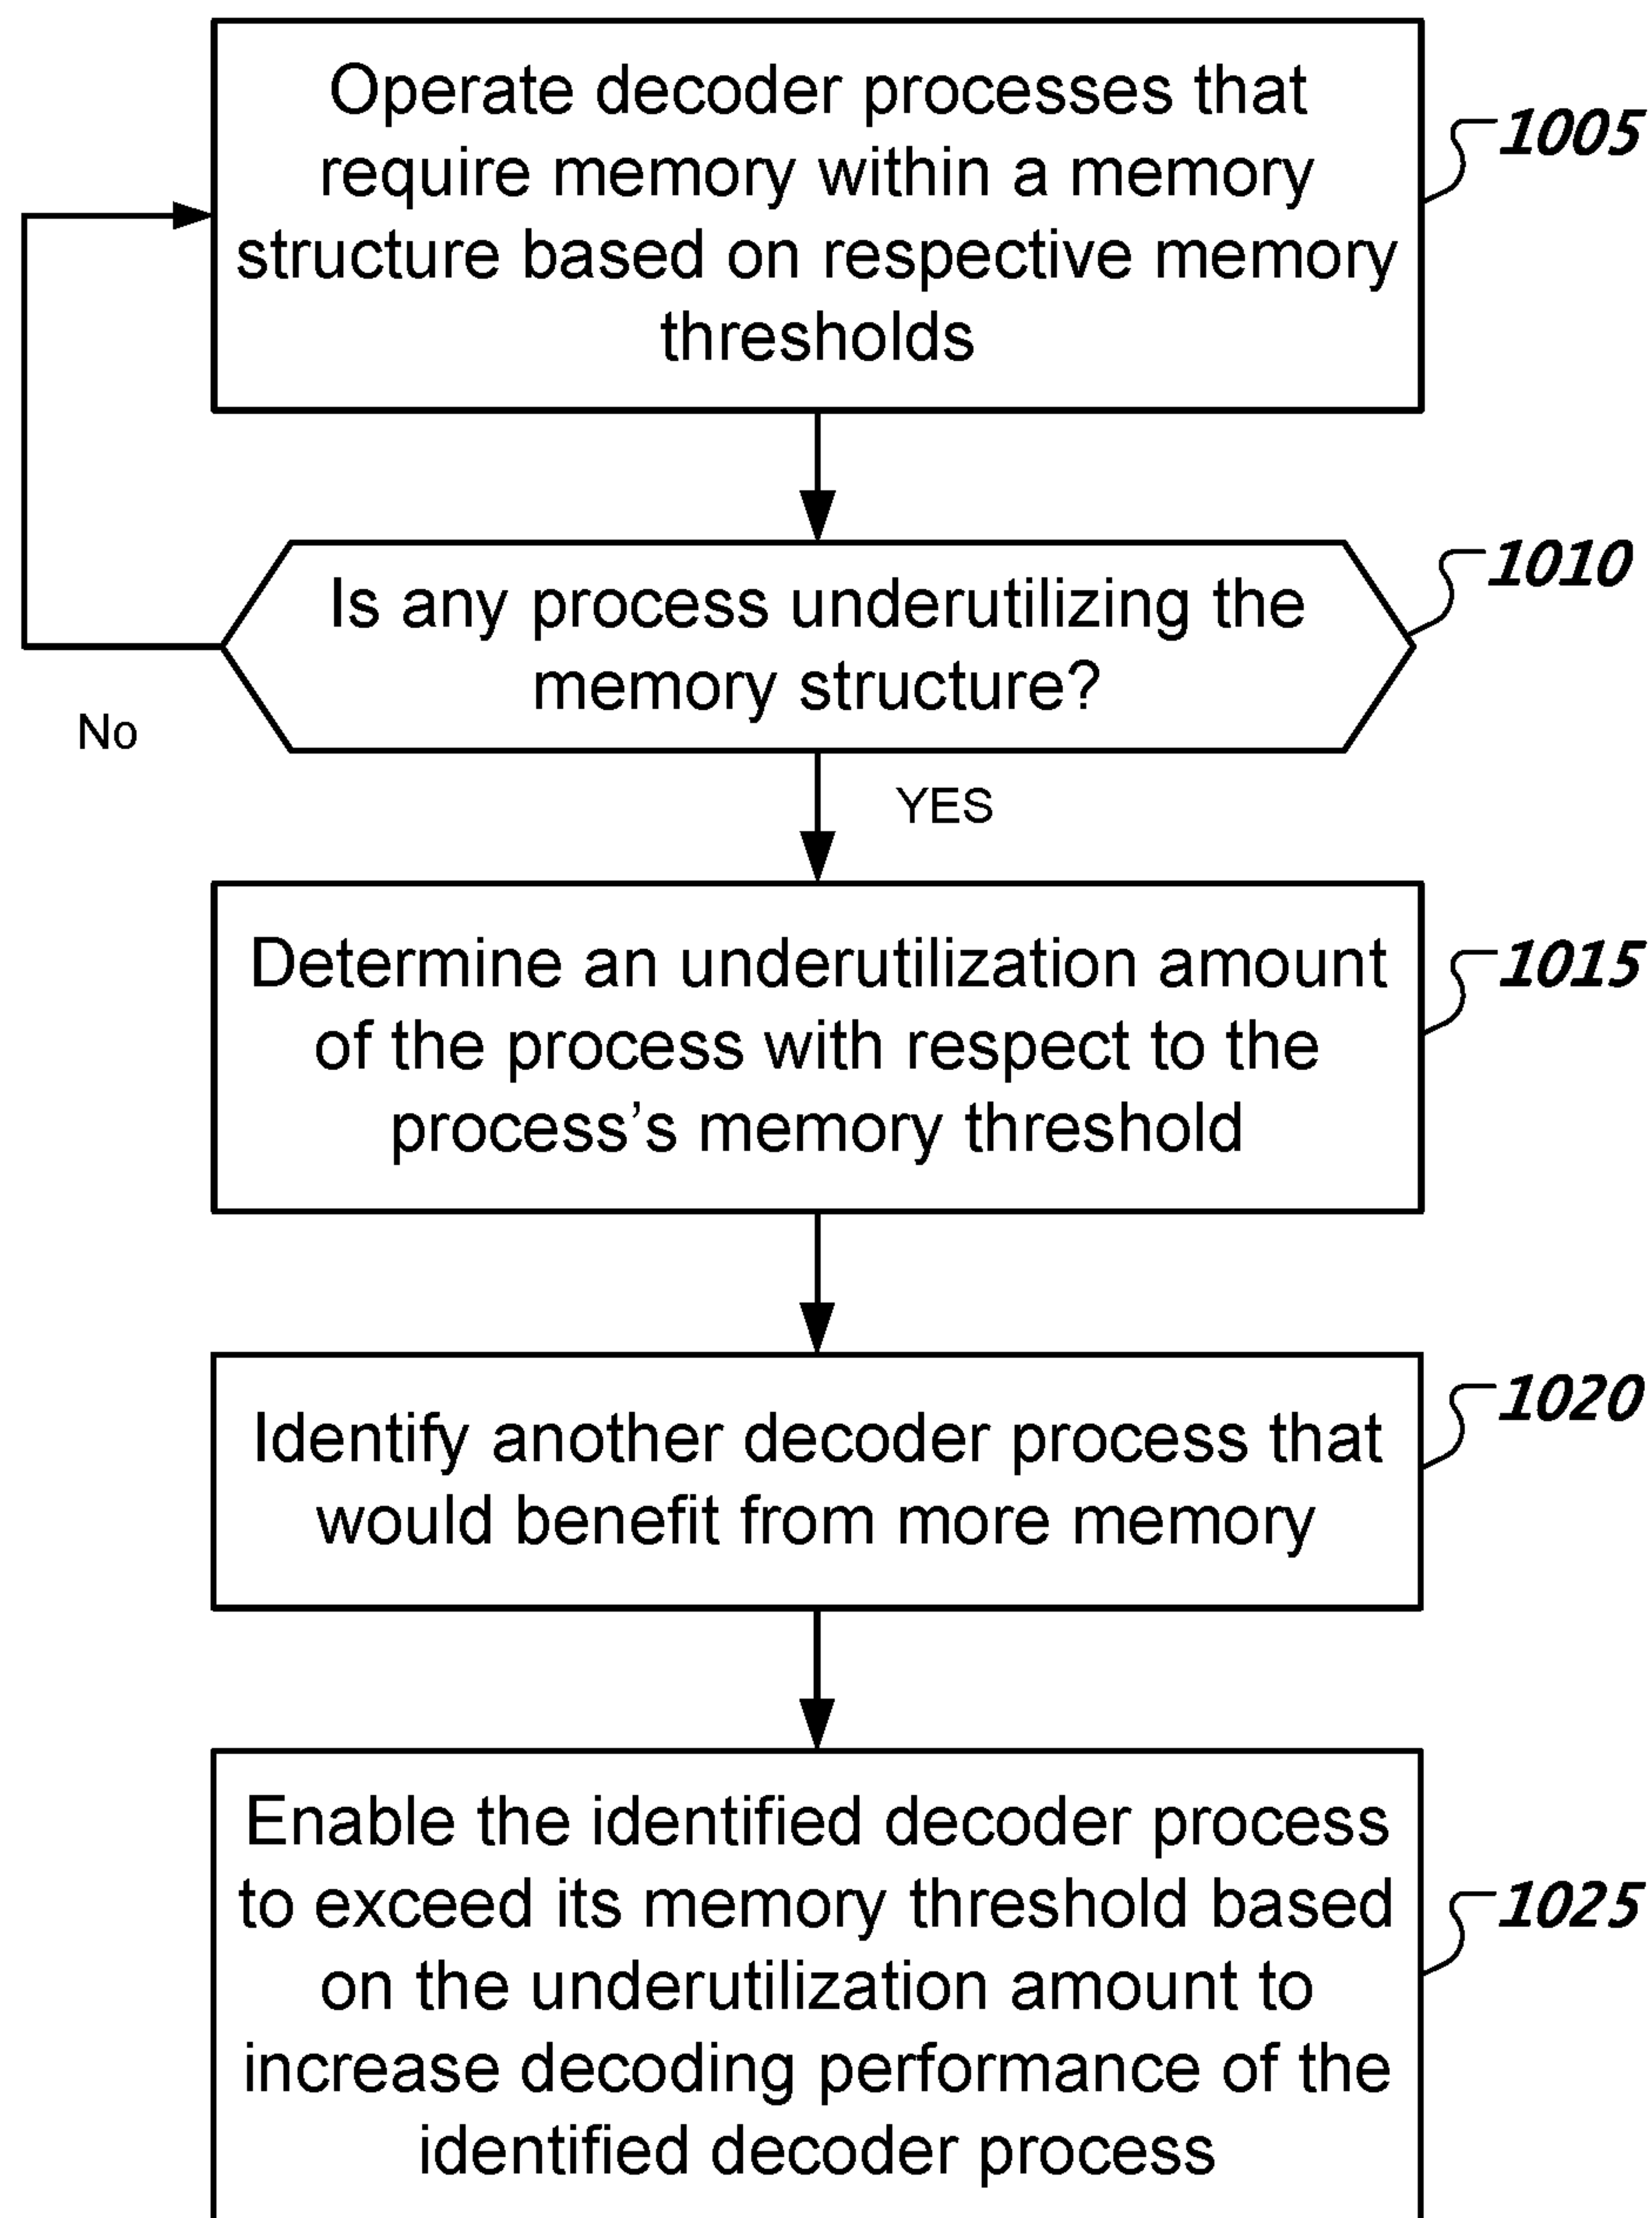 Operate decoder processes that
require memory within a memory
structure based on respective memory
thresholds
1005
Is any process underutilizing the
memory structure?
1010
No
YES
Determine an underutilization amount
of the process with respect to the
process’s memory threshold
1015
Identify another decoder process that
would benefit from more memory
1020
Enable the identified decoder process
to exceed its memory threshold based
on the underutilization amount to
increase decoding performance of the
identified decoder process
1025